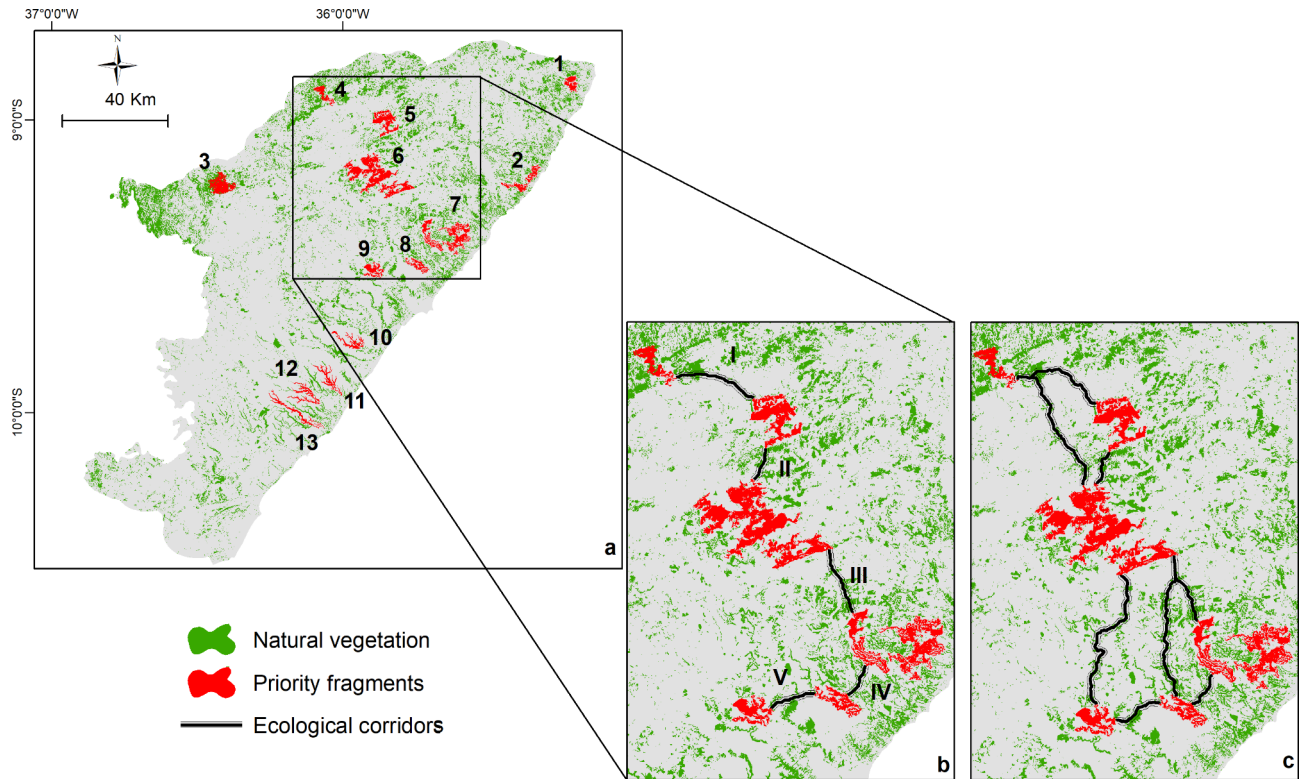 37°0'0"W
36°0'0"W
N
40 Km
9°0'0"S
10°0'0"S
1
4
5
3
6
2
7
9
8
10
12
11
13
a
I
II
III
V
IV
b
c
Natural vegetation
Priority fragments
Ecological corridors